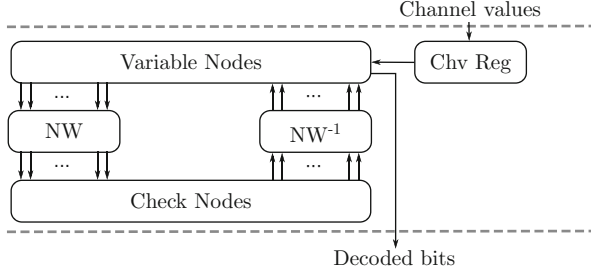 Channel values
Variable Nodes
Chv Reg
... ...
NW
NW-1
... ...
Check Nodes
Decoded bits